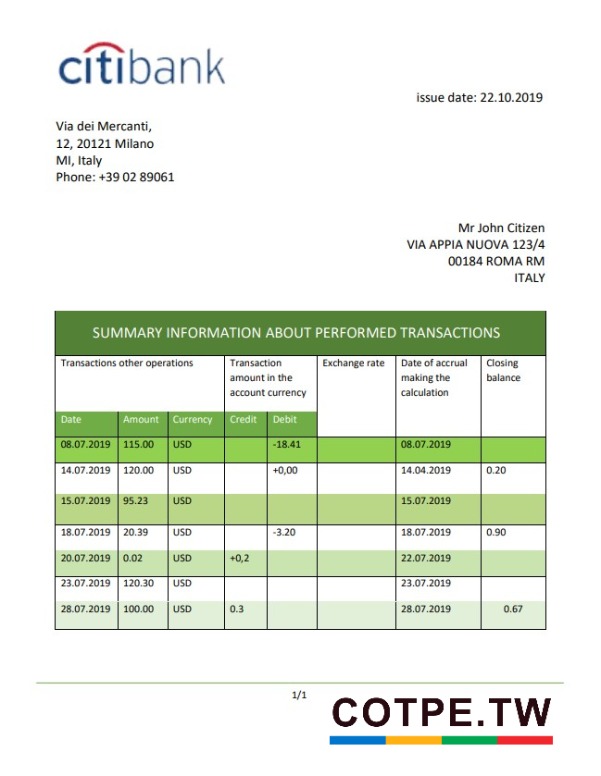 citibank
issue date: 22.10.2019
Via dei Mercanti,
12, 20121 Milano
MI, Italy
Phone: +39 02 89061
Mr John Citizen
VIA APPIA NUOVA 123/4
00184 ROMA RM
ITALY
SUMMARY INFORMATION ABOUT PERFORMED TRANSACTIONS
Transactions other operations Transaction Exchange rate Date of accrual Closing
amount in the making the balance
account currency calculation
Date Amount Currency Credit Debit
08.07.2019 115.00 USD -18.41 08.07.2019
14.07.2019 120.00 USD +0,00 14.04.2019 0.20
15.07.2019 95.23 USD 15.07.2019
18.07.2019 20.39 USD -3.20 18.07.2019 0.90
20.07.2019 0.02 USD +0,2 22.07.2019
23.07.2019 120.30 USD 23.07.2019
28.07.2019 100.00 USD 0.3 28.07.2019 0.67
1/1
COTPE.TW